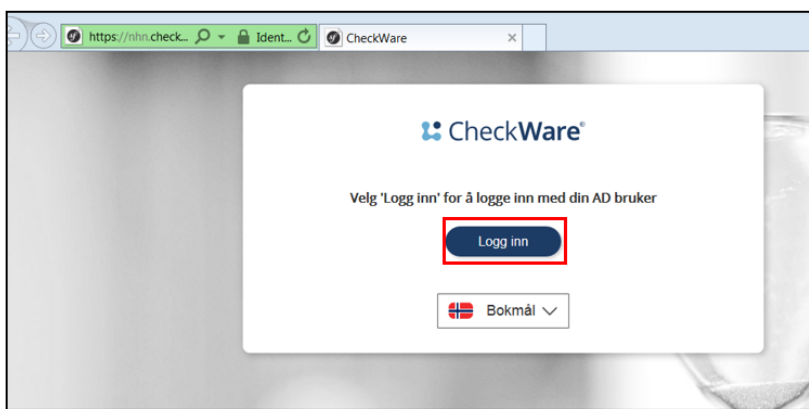 https://nhn.check... Ident... CheckWare
CheckWare®
Velg 'Logg inn' for å logge inn med din AD bruker
Logg inn
Bokmål